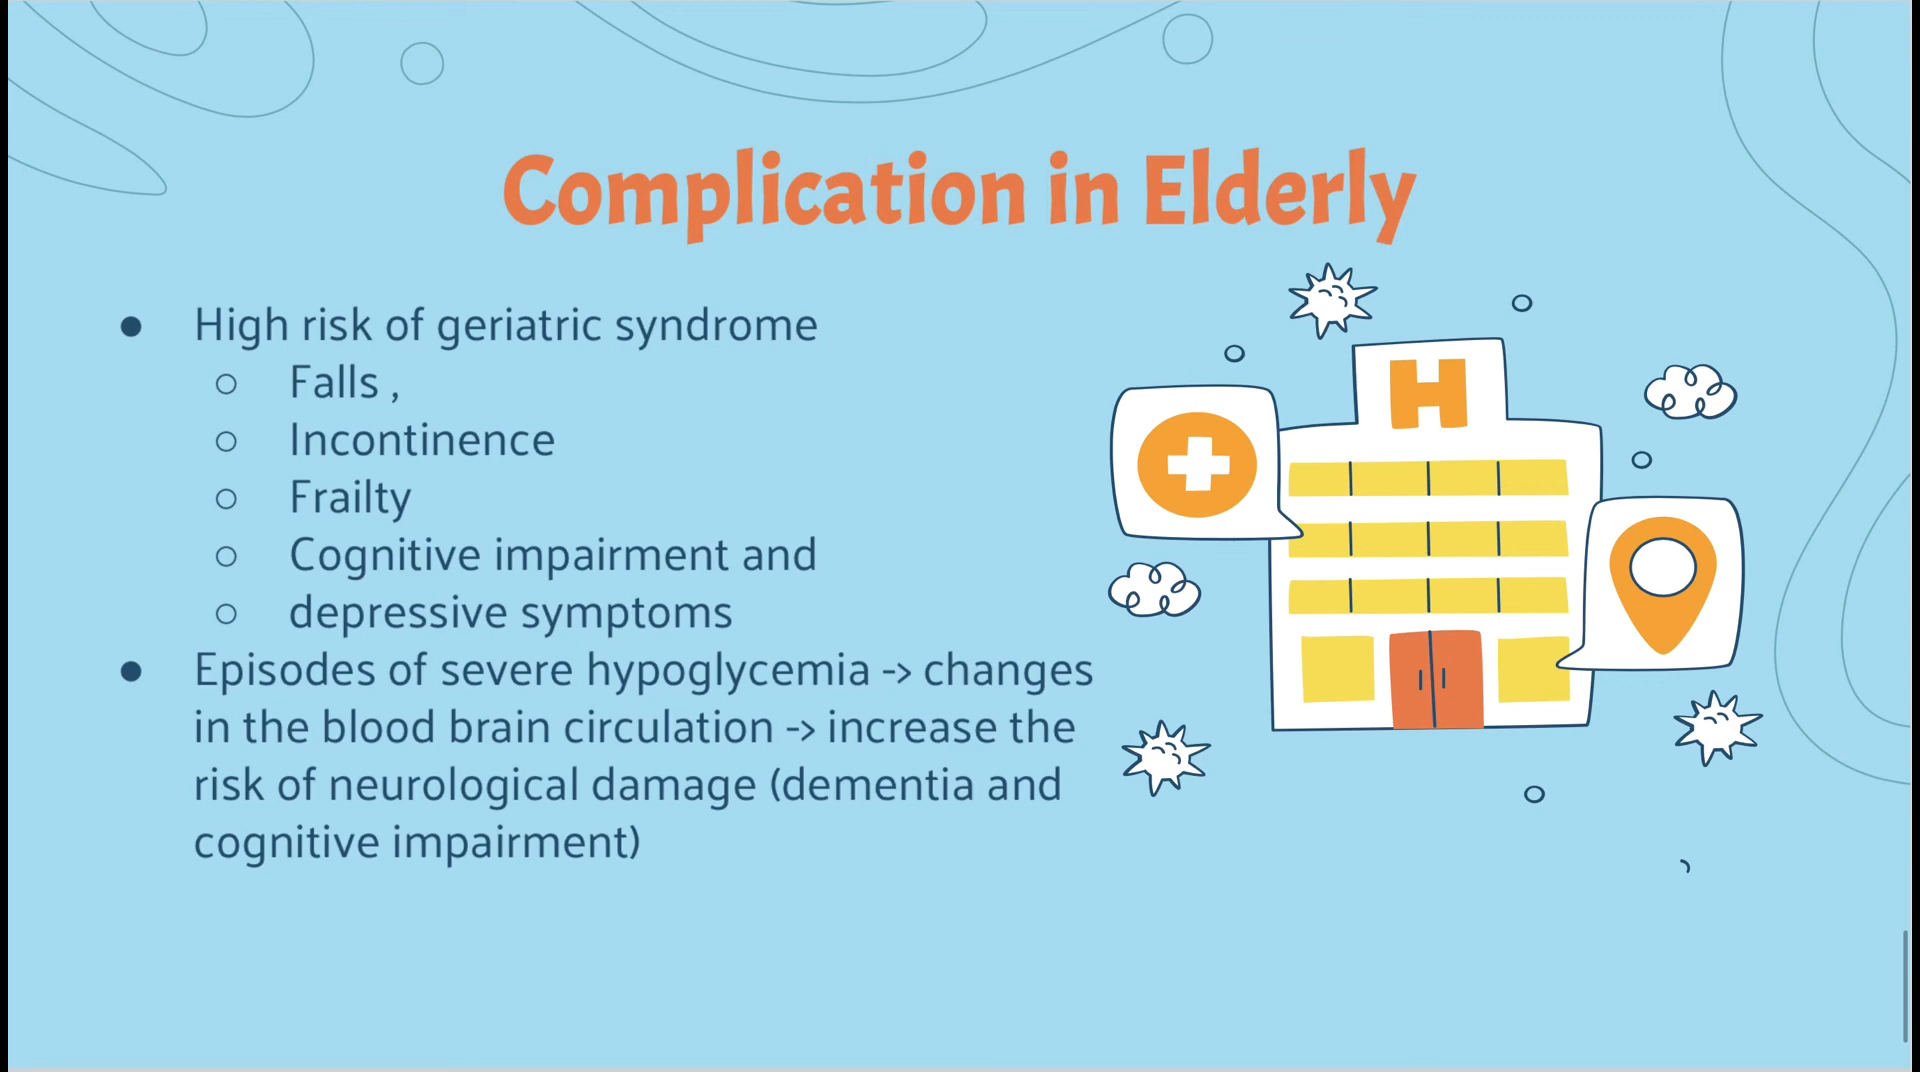 Complication in Elderly
● High risk of geriatric syndrome
○ Falls ,
○ Incontinence
○ Frailty
○ Cognitive impairment and
○ depressive symptoms
● Episodes of severe hypoglycemia -> changes
in the blood brain circulation -> increase the
risk of neurological damage (dementia and
cognitive impairment)
H